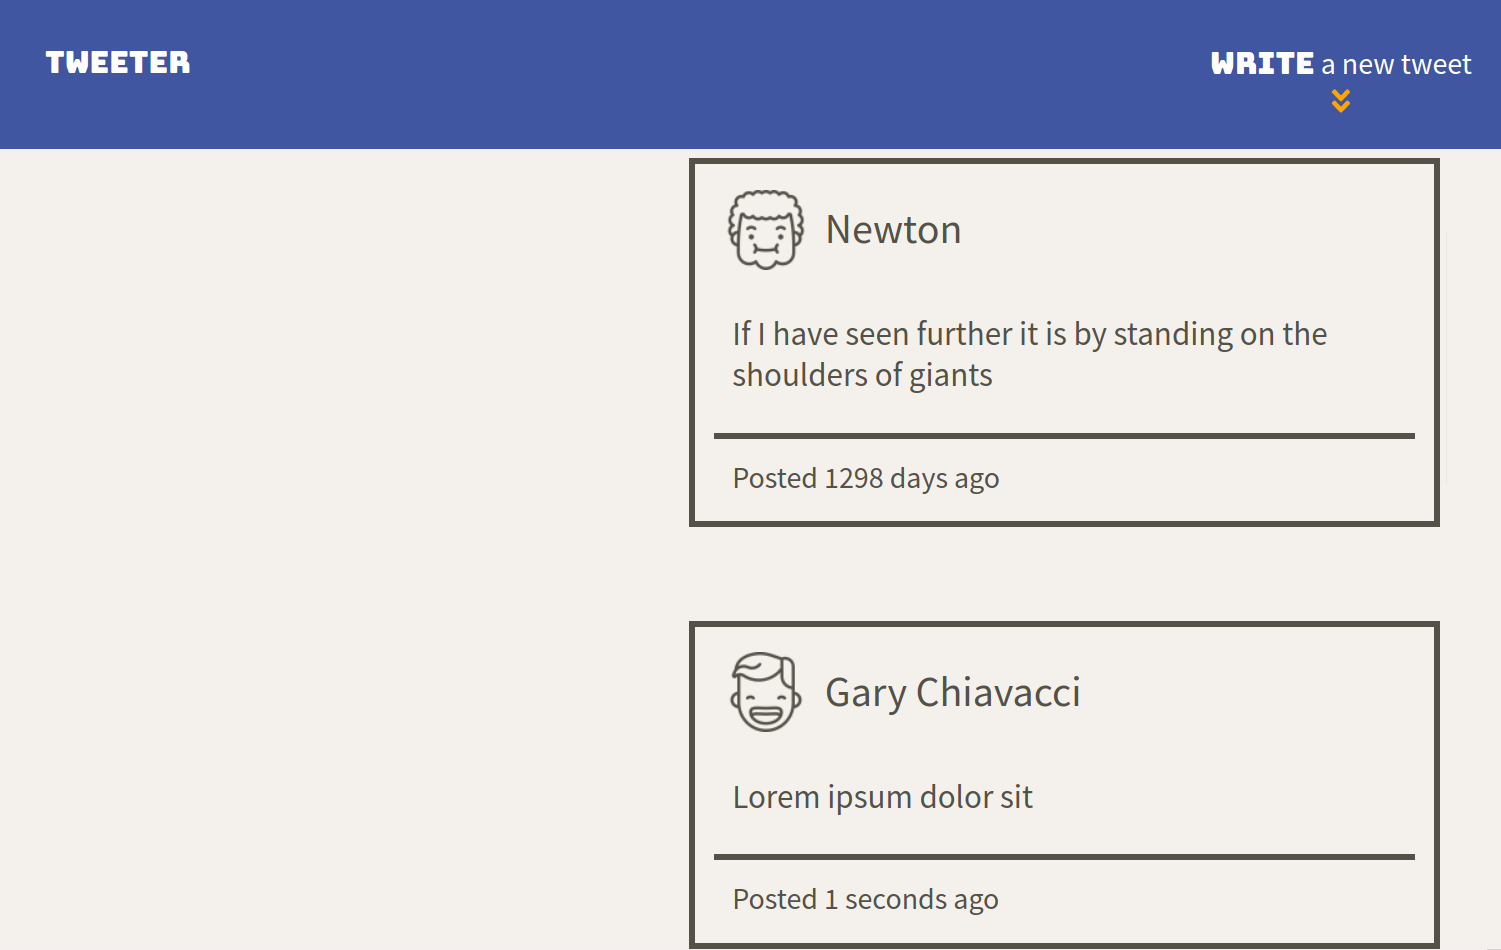 TWEETER
WRITE a new tweet
Newton
If I have seen further it is by standing on the
shoulders of giants
Posted 1298 days ago
Gary Chiavacci
Lorem ipsum dolor sit
Posted 1 seconds ago